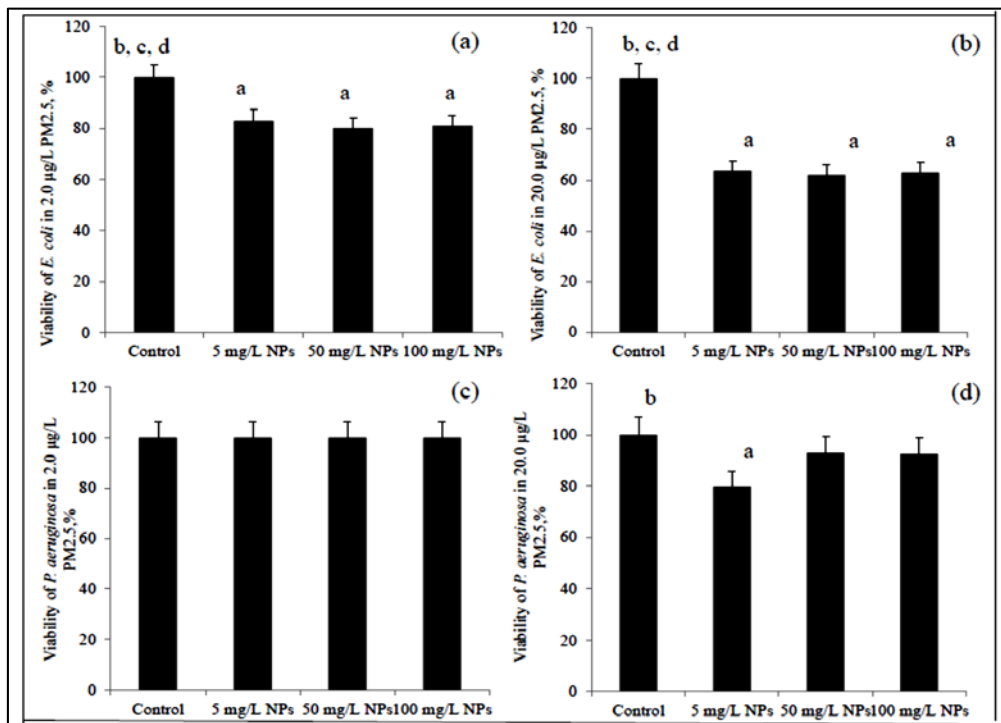 (a)
Viability of E. coli in 2.0 µg/L PM2.5, %
120
100
80
60
40
20
0
b, c, d
a
a
a
Control
5 mg/L NPs
50 mg/L NPs
100 mg/L NPs
(b)
Viability of E. coli in 20.0 µg/L PM2.5, %
120
100
80
60
40
20
0
b, c, d
a
a
a
Control
5 mg/L NPs
50 mg/L NPs
100 mg/L NPs
(c)
Viability of P. aeruginosa in 2.0 µg/L
PM2.5,%
120
100
80
60
40
20
0
Control
5 mg/L NPs
50 mg/L NPs
100 mg/L NPs
(d)
Viability of P. aeruginosa in 20.0 µg/L
PM2.5,%
120
100
80
60
40
20
0
b
a
Control
5 mg/L NPs
50 mg/L NPs
100 mg/L NPs